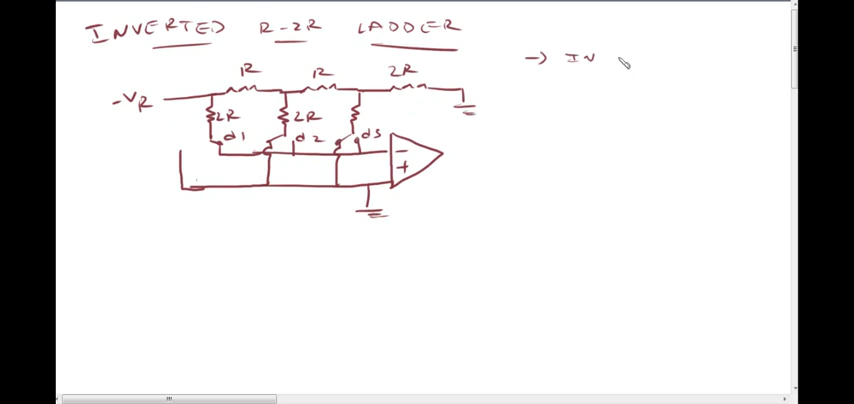 INVERTED R-2R LADDER
→ IN
R R 2R
-VR
2R 2R
d1 d2 d3
-
+